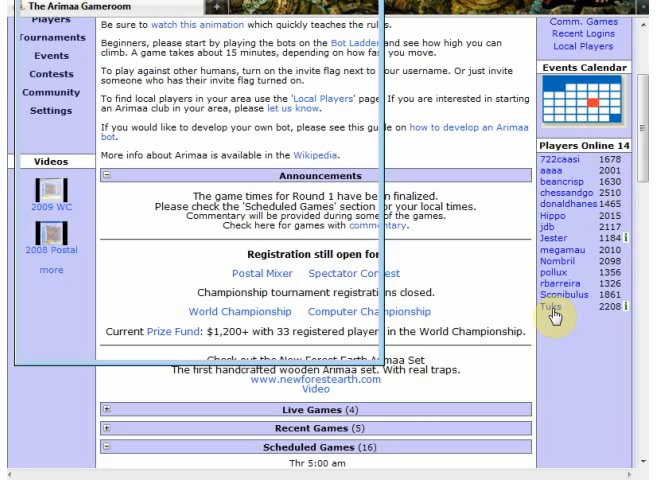 The Arimaa Gameroom
Players
Tournaments
Events
Contests
Community
Settings
Videos
2009 WC
2008 Postal
more
Be sure to watch this animation which quickly teaches the rules.
Beginners, please start by playing the bots on the Bot Ladder and see how high you can
climb. A game takes about 15 minutes, depending on how fast you move.
To play against other humans, turn on the invite flag next to your username. Or just invite
someone who has their invite flag turned on.
To find local players in your area use the 'Local Players' page. If you are interested in starting
an Arimaa club in your area, please let us know.
If you would like to develop your own bot, please see this guide on how to develop an Arimaa
bot.
More info about Arimaa is available in the Wikipedia.
Announcements
The game times for Round 1 have been finalized.
Please check the 'Scheduled Games' section for your local times.
Commentary will be provided during some of the games.
Check here for games with commentary.
Registration still open for
Postal Mixer Spectator Contest
Championship tournament registrations closed.
World Championship Computer Championship
Current Prize Fund: $1,200+ with 33 registered players in the World Championship.
Check out the New Forest Earth Arimaa Set
The first handcrafted wooden Arimaa set. With real traps.
www.newforestearth.com
Video
Live Games (4)
Recent Games (5)
Scheduled Games (16)
Thr 5:00 am
Comm. Games
Recent Logins
Local Players
Events Calendar
Players Online 14
722caasi 1678
aaaa 2001
beancrisp 1630
chessandgo 2510
donaldhanes 1465
Hippo 2015
jdb 2117
Jester 1184 i
megamau 2010
Nombril 2098
pollux 1356
rbarreira 1326
Sconibulus 1861
Tuks 2208 i